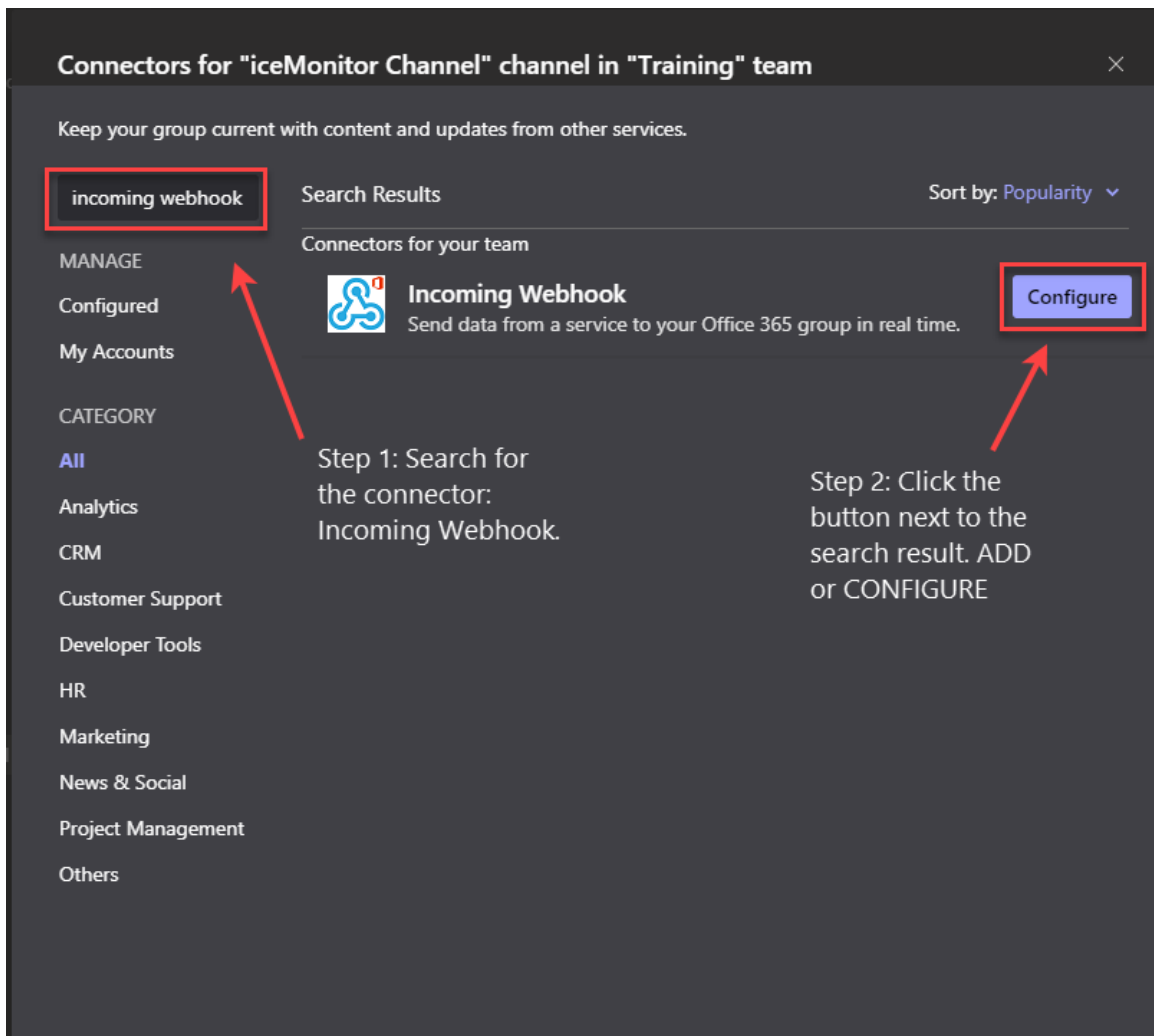 Connectors for "iceMonitor Channel" channel in "Training" team
Keep your group current with content and updates from other services.
incoming webhook
Search Results
Sort by: Popularity
MANAGE
Configured
My Accounts
CATEGORY
All
Analytics
CRM
Customer Support
Developer Tools
HR
Marketing
News & Social
Project Management
Others
Connectors for your team
Incoming Webhook
Send data from a service to your Office 365 group in real time.
Configure
Step 1: Search for
the connector:
Incoming Webhook.
Step 2: Click the
button next to the
search result. ADD
or CONFIGURE